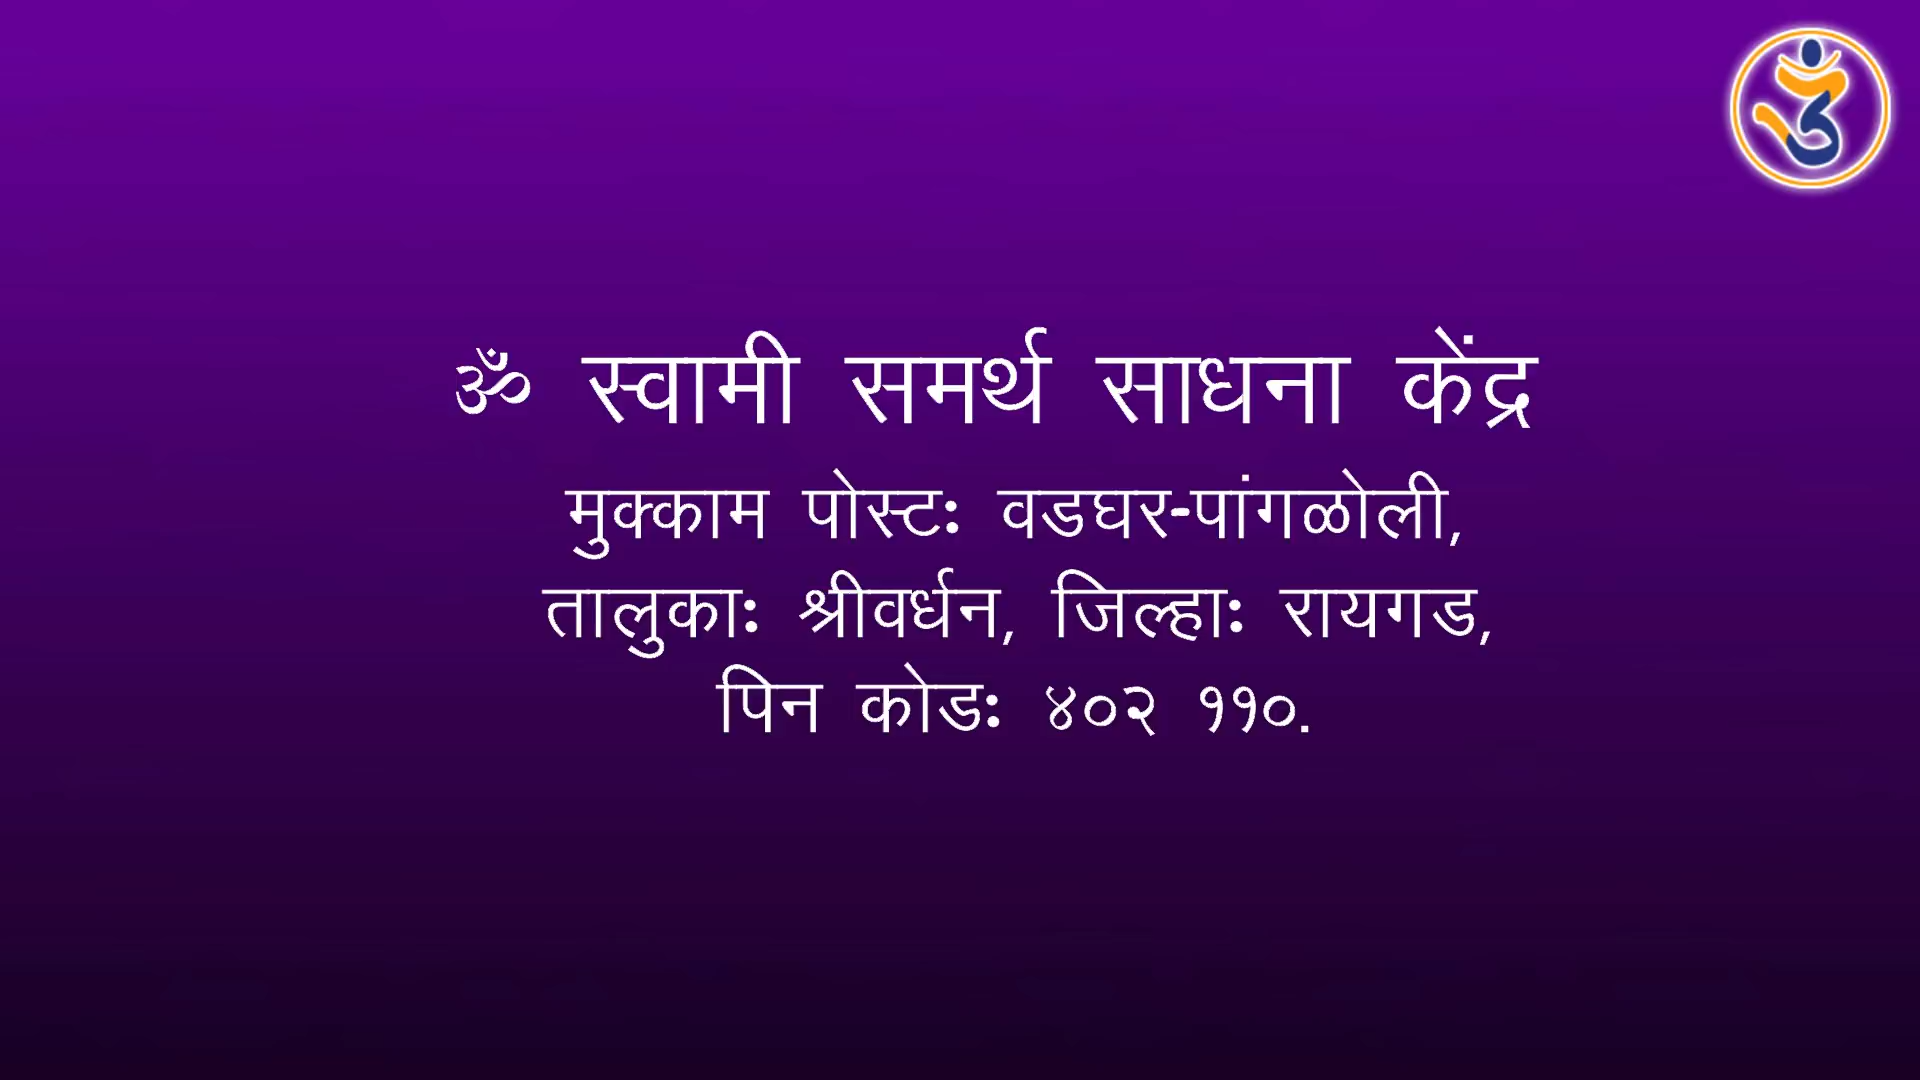 ॐ स्वामी समर्थ साधना केंद्र
मुक्काम पोस्टः वडघर-पांगळोली,
तालुकाः श्रीवर्धन, जिल्हाः रायगड,
पिन कोडः ४०२ ११०.